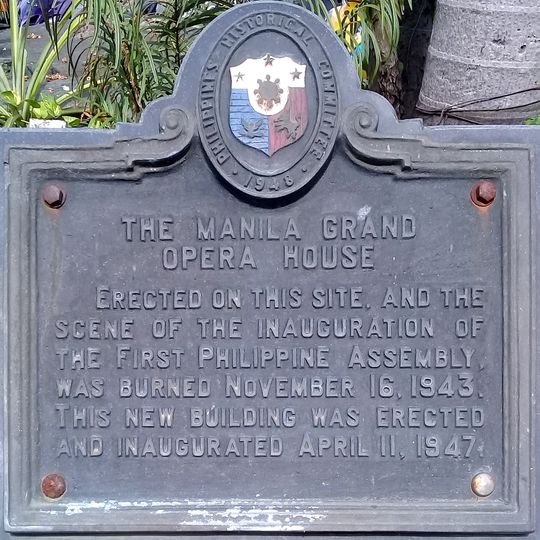 PHILIPPINES HISTORICAL COMMITTEE
1948
THE MANILA GRAND
OPERA HOUSE
ERECTED ON THIS SITE, AND THE
SCENE OF THE INAUGURATION OF
THE FIRST PHILIPPINE ASSEMBLY,
WAS BURNED NOVEMBER 16, 1943.
THIS NEW BUILDING WAS ERECTED
AND INAUGURATED APRIL 11, 1947.